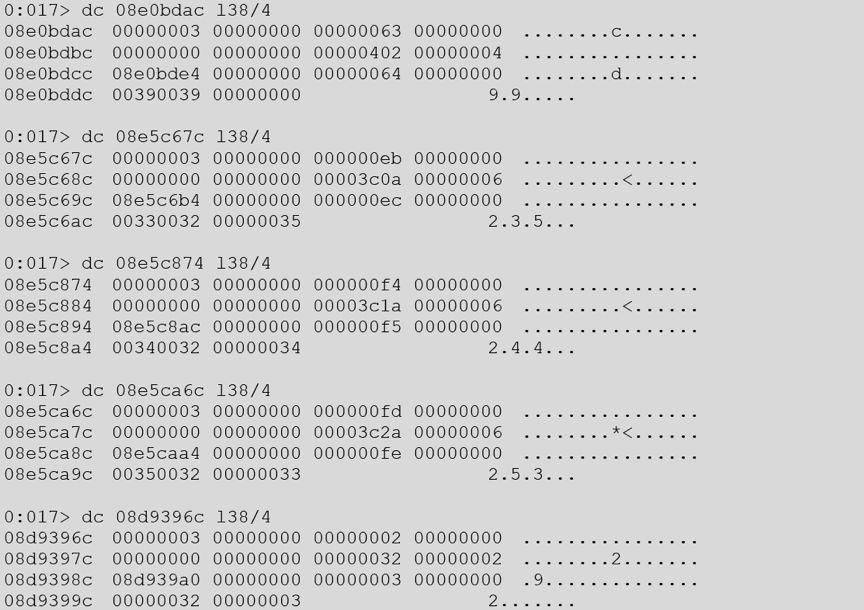 0:017> dc 08e0bdac l38/4
08e0bdac  00000003 00000000 00000063 00000000  ........c.......
08e0bdbc  00000000 00000000 00000402 00000004  ................
08e0bdcc  08e0bde4 00000000 00000064 00000000  ........d.......
08e0bddc  00390039 00000000                    9.9.....
0:017> dc 08e5c67c l38/4
08e5c67c  00000003 00000000 000000eb 00000000  ................
08e5c68c  00000000 00000000 00003c0a 00000006  .........<......
08e5c69c  08e5c6b4 00000000 000000ec 00000000  ................
08e5c6ac  00330032 00000035                    2.3.5...
0:017> dc 08e5c874 l38/4
08e5c874  00000003 00000000 000000f4 00000000  ................
08e5c884  00000000 00000000 00003c1a 00000006  .........<......
08e5c894  08e5c8ac 00000000 000000f5 00000000  ................
08e5c8a4  00340032 00000034                    2.4.4...
0:017> dc 08e5ca6c l38/4
08e5ca6c  00000003 00000000 000000fd 00000000  ................
08e5ca7c  00000000 00000000 00003c2a 00000006  ........*<......
08e5ca8c  08e5caa4 00000000 000000fe 00000000  ................
08e5ca9c  00350032 00000033                    2.5.3...
0:017> dc 08d9396c l38/4
08d9396c  00000003 00000000 00000002 00000000  ................
08d9397c  00000000 00000000 00000032 00000002  ........2.......
08d9398c  08d939a0 00000000 00000003 00000000  .9..............
08d9399c  00000032 00000003                    2.......